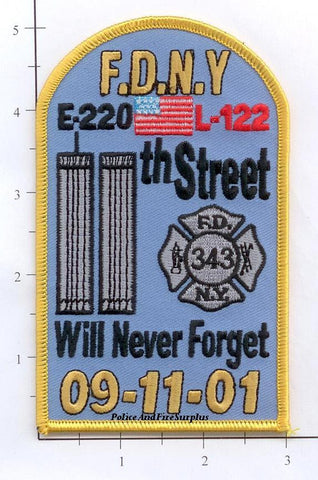 F.D.N.Y
E-220 L-122
th Street
F.D.
343
N.Y.
Will Never Forget
09-11-01
PoliceAndFireSurplus
5
4
3
2
1
1
2
3